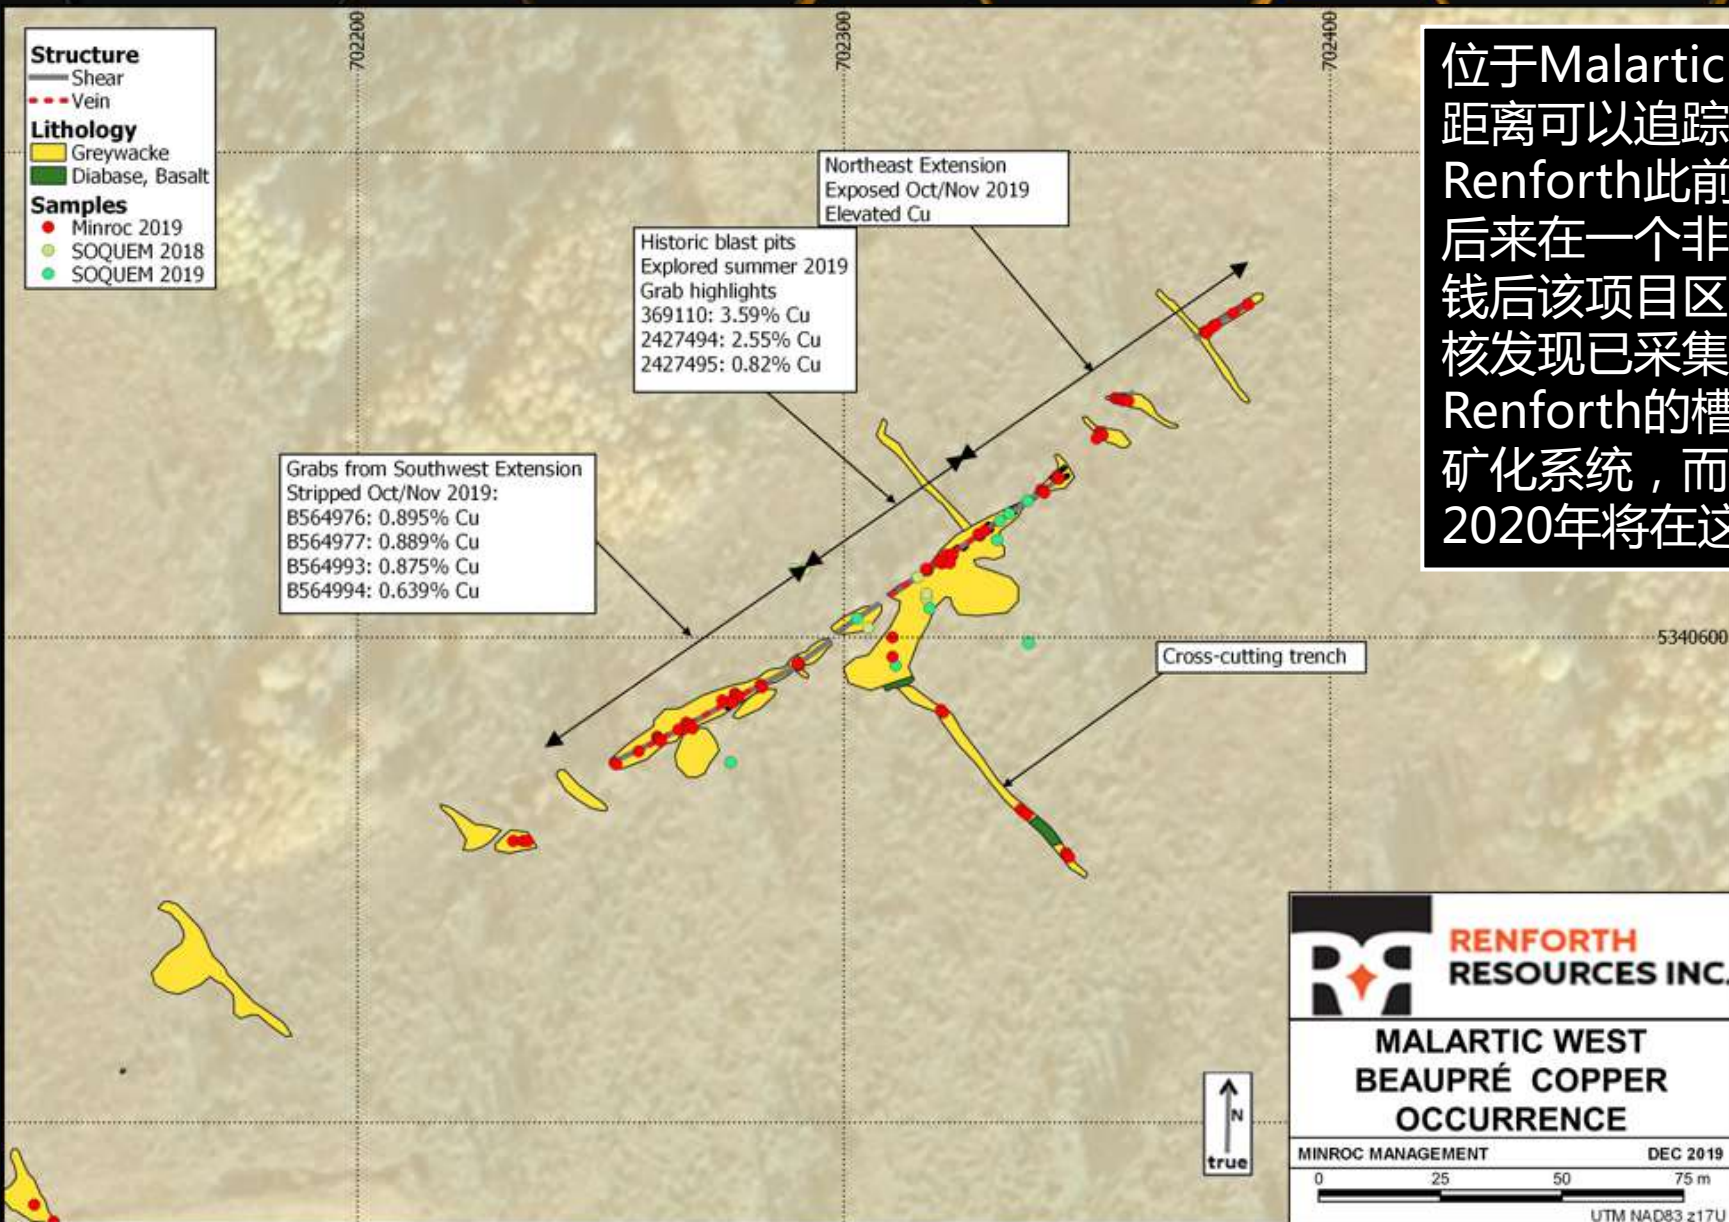 Structure
Shear
Vein
Lithology
Greywacke
Diabase, Basalt
Samples
Minroc 2019
SOQUEM 2018
SOQUEM 2019
702200
702300
702400
Northeast Extension
Exposed Oct/Nov 2019
Elevated Cu
Historic blast pits
Explored summer 2019
Grab highlights
369110: 3.59% Cu
2427494: 2.55% Cu
2427495: 0.82% Cu
Grabs from Southwest Extension
Stripped Oct/Nov 2019:
B564976: 0.895% Cu
B564977: 0.889% Cu
B564993: 0.875% Cu
B564994: 0.639% Cu
位于Malartic
距离可以追踪
Renforth此前
后来在一个非
钱后该项目区
核发现已采集
Renforth的槽
矿化系统，而
2020年将在这
5340600
Cross-cutting trench
N
true
RENFORTH
RESOURCES INC.
MALARTIC WEST
BEAUPRÉ COPPER
OCCURRENCE
MINROC MANAGEMENT DEC 2019
0 25 50 75 m
UTM NAD83 z17U